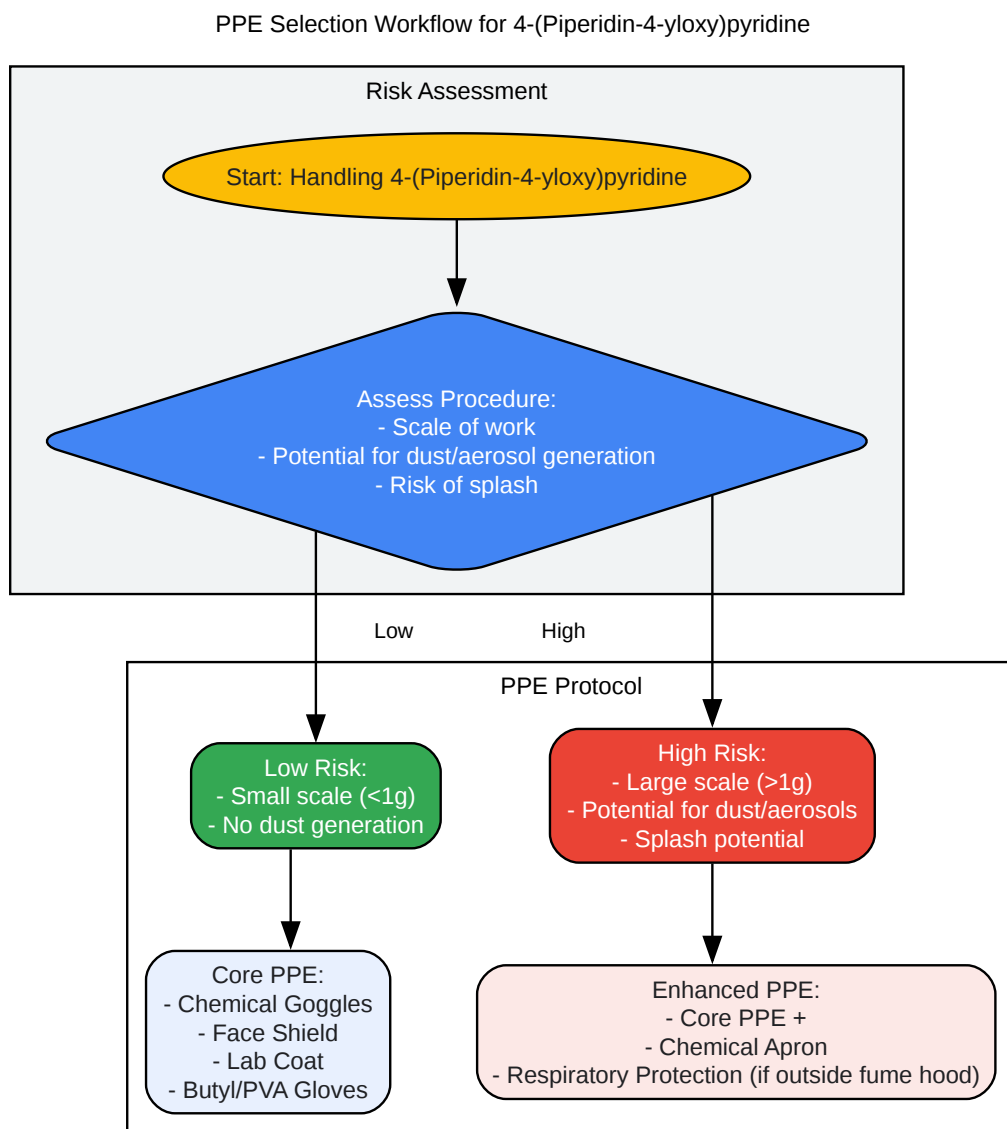 PPE Selection Workflow for 4-(Piperidin-4-yloxy)pyridine
Risk Assessment
Start: Handling 4-(Piperidin-4-yloxy)pyridine
Assess Procedure:
- Scale of work
- Potential for dust/aerosol generation
- Risk of splash
Low
High
PPE Protocol
Low Risk:
- Small scale (<1g)
- No dust generation
High Risk:
- Large scale (>1g)
- Potential for dust/aerosols
- Splash potential
Core PPE:
- Chemical Goggles
- Face Shield
- Lab Coat
- Butyl/PVA Gloves
Enhanced PPE:
- Core PPE +
- Chemical Apron
- Respiratory Protection (if outside fume hood)